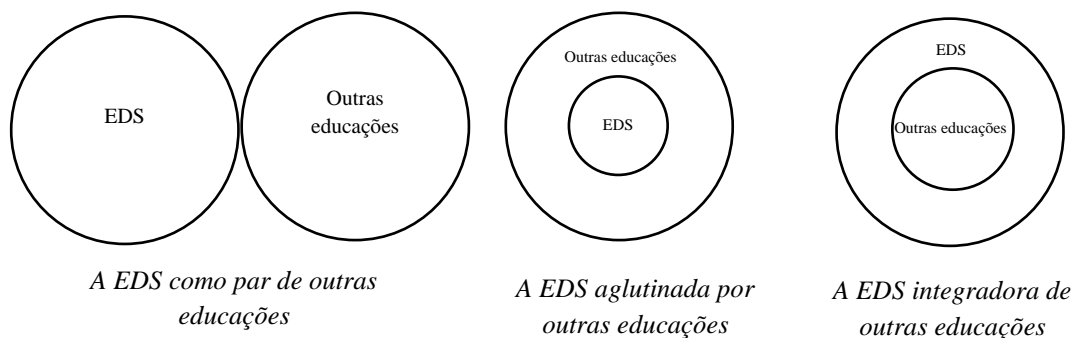 EDS
Outras
educações
A EDS como par de outras
educações
Outras educações
EDS
A EDS aglutinada por
outras educações
EDS
Outras educações
A EDS integradora de
outras educações